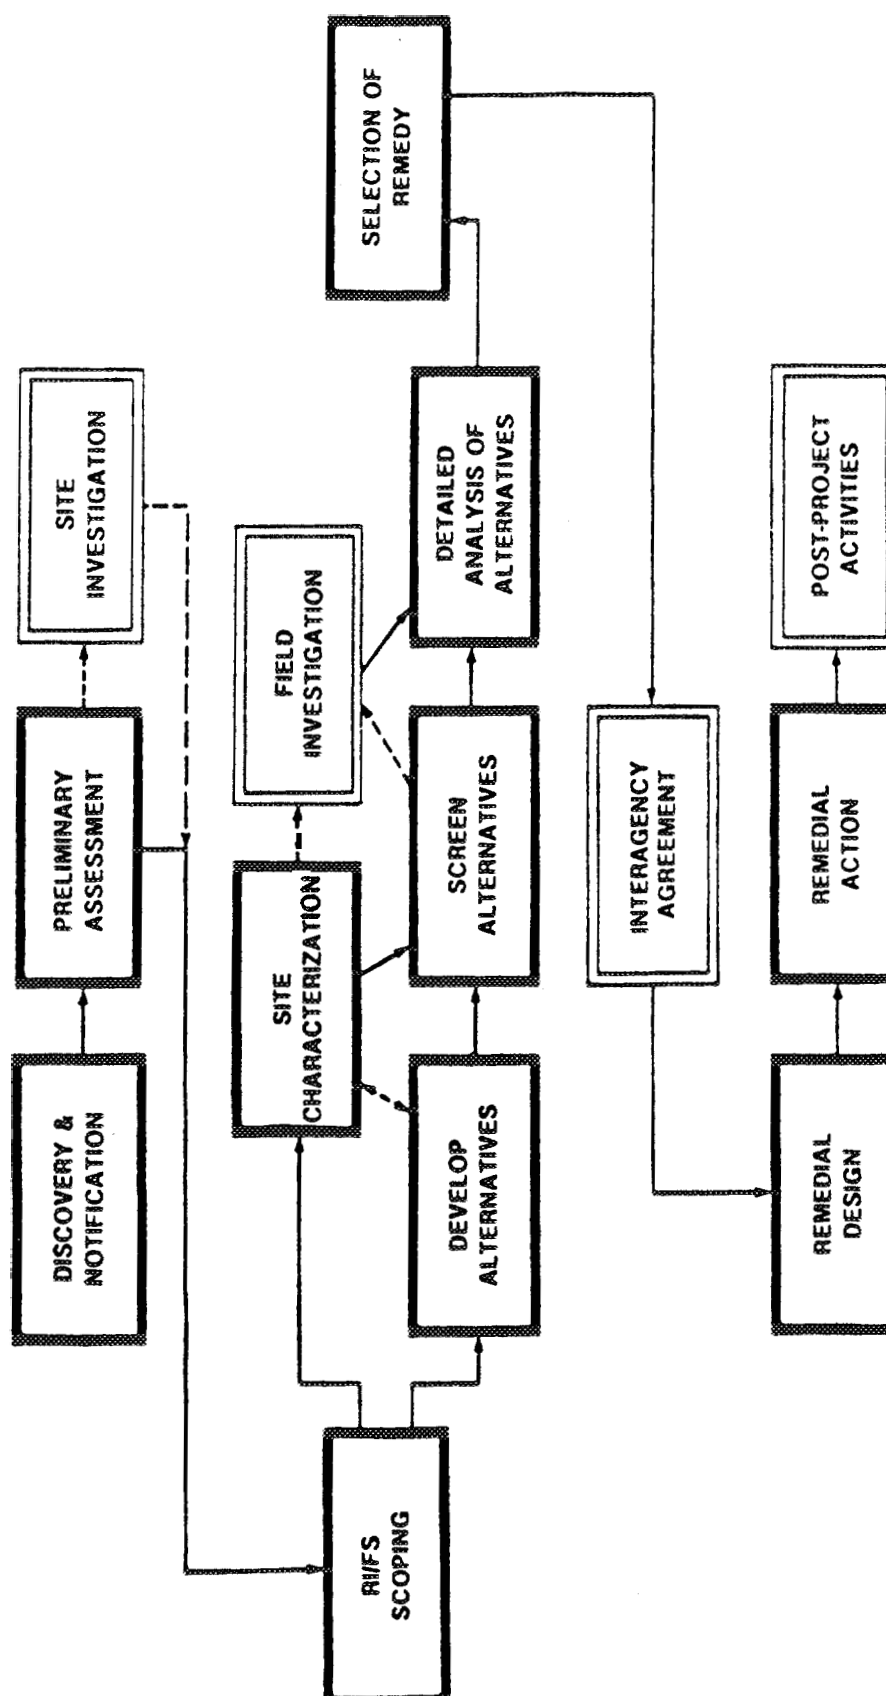 DISCOVERY &
NOTIFICATION
PRELIMINARY
ASSESSMENT
SITE
INVESTIGATION
RI/FS
SCOPING
SITE
CHARACTERIZATION
FIELD
INVESTIGATION
DEVELOP
ALTERNATIVES
SCREEN
ALTERNATIVES
DETAILED
ANALYSIS OF
ALTERNATIVES
SELECTION OF
REMEDY
INTERAGENCY
AGREEMENT
REMEDIAL
DESIGN
REMEDIAL
ACTION
POST-PROJECT
ACTIVITIES